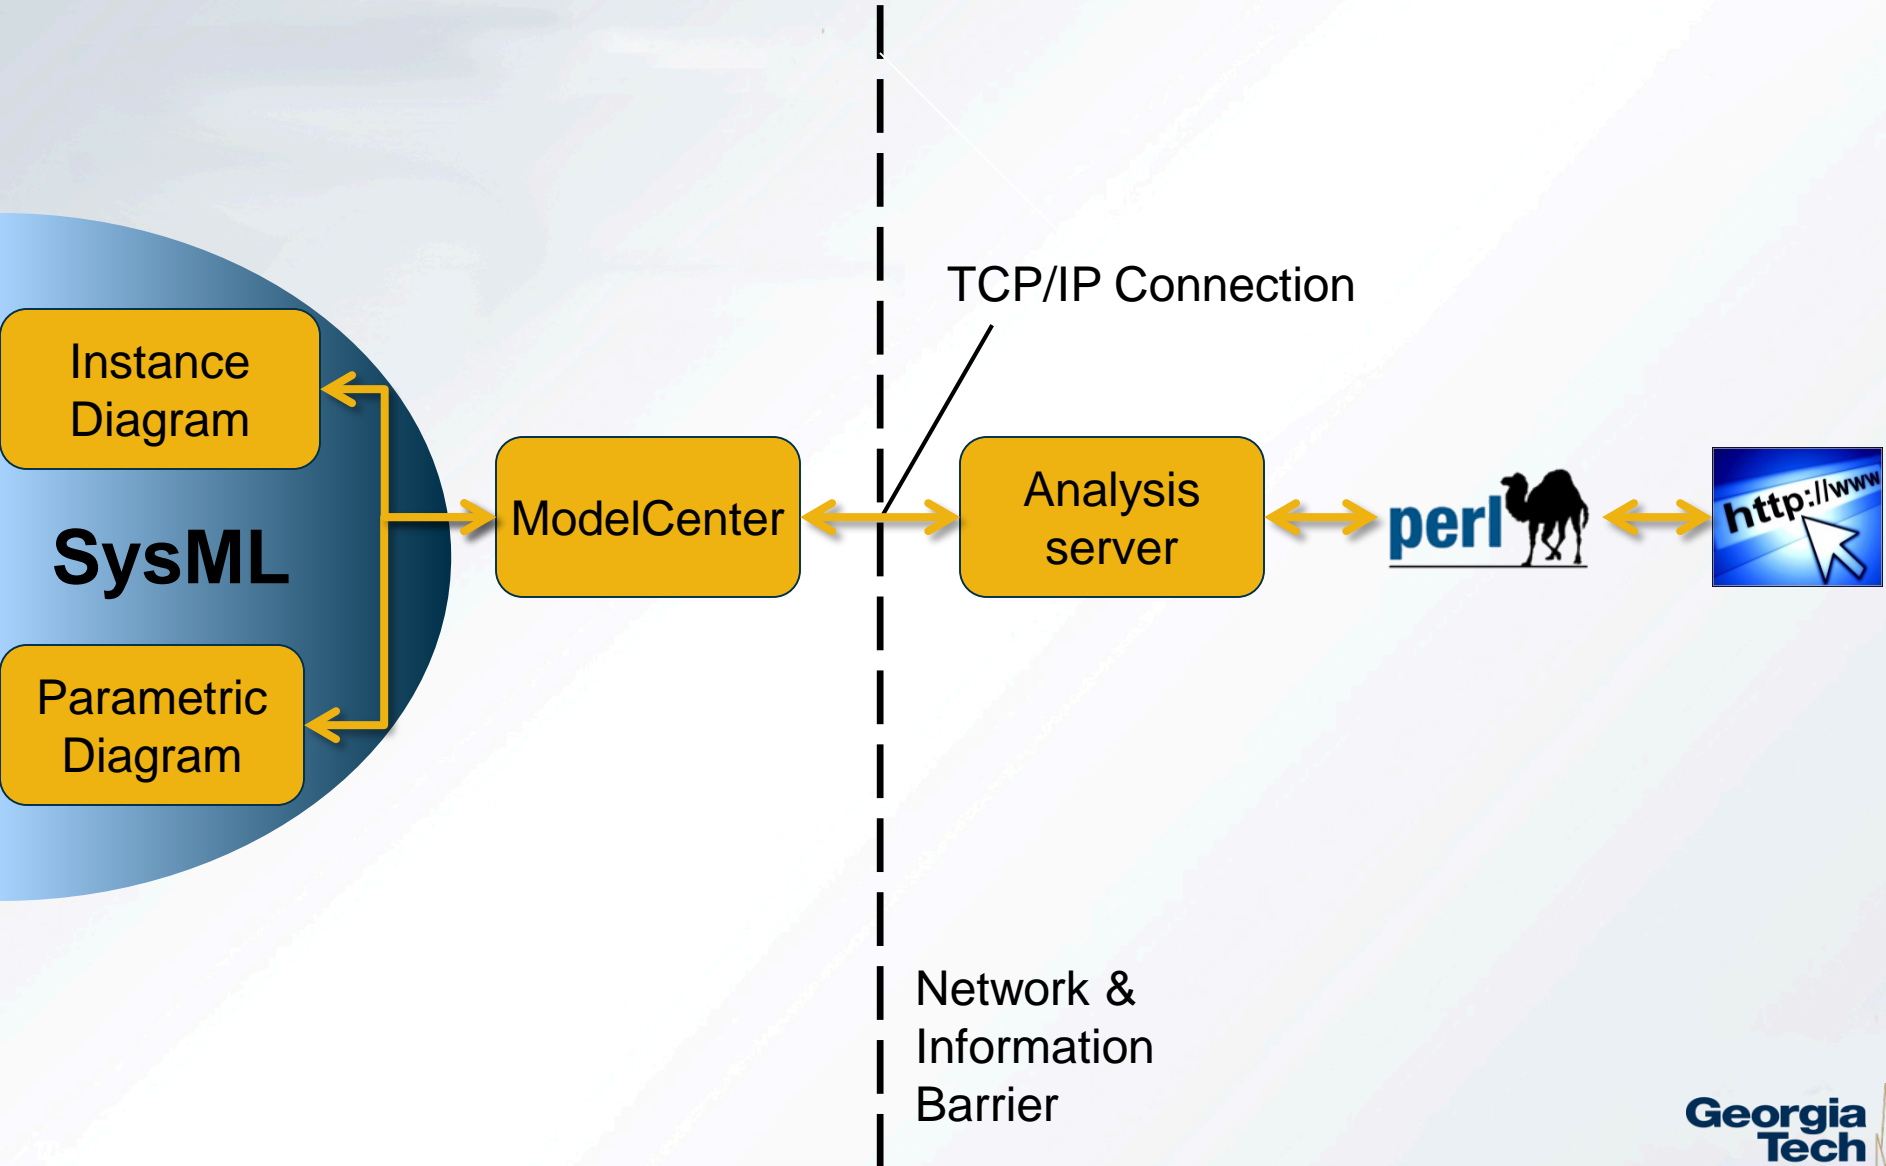 TCP/IP Connection
Instance
Diagram
SysML
Parametric
Diagram
ModelCenter
Analysis
server
perl
http://www
Network &
Information
Barrier
Georgia
Tech